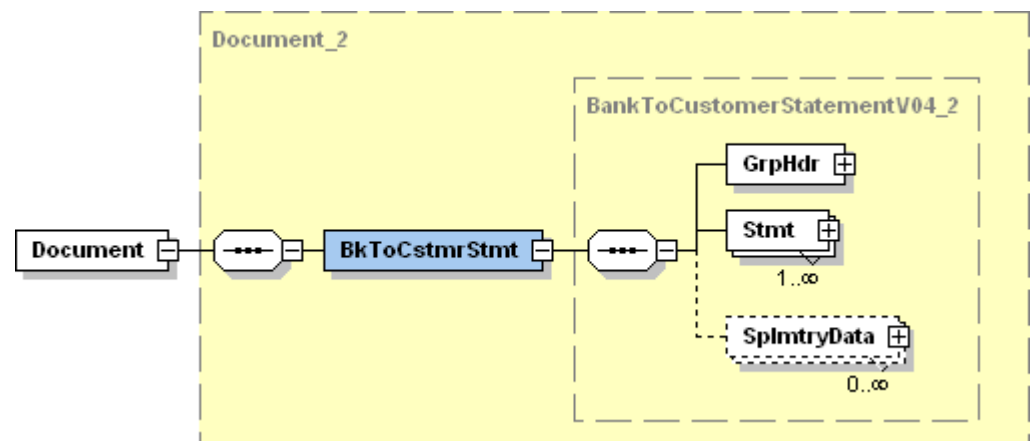 Document_2
BankToCustomerStatementV04_2
GrpHdr
Document
BkToCstmrStmt
Stmt
1..∞
SplmtryData
0..∞